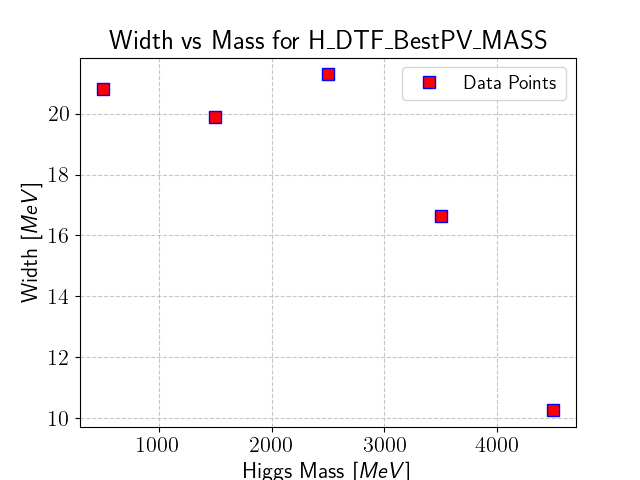 Width vs Mass for H_DTF_BestPV_MASS
Data Points
Width [MeV]
20
18
16
14
12
10
1000 2000 3000 4000
Higgs Mass [MeV]